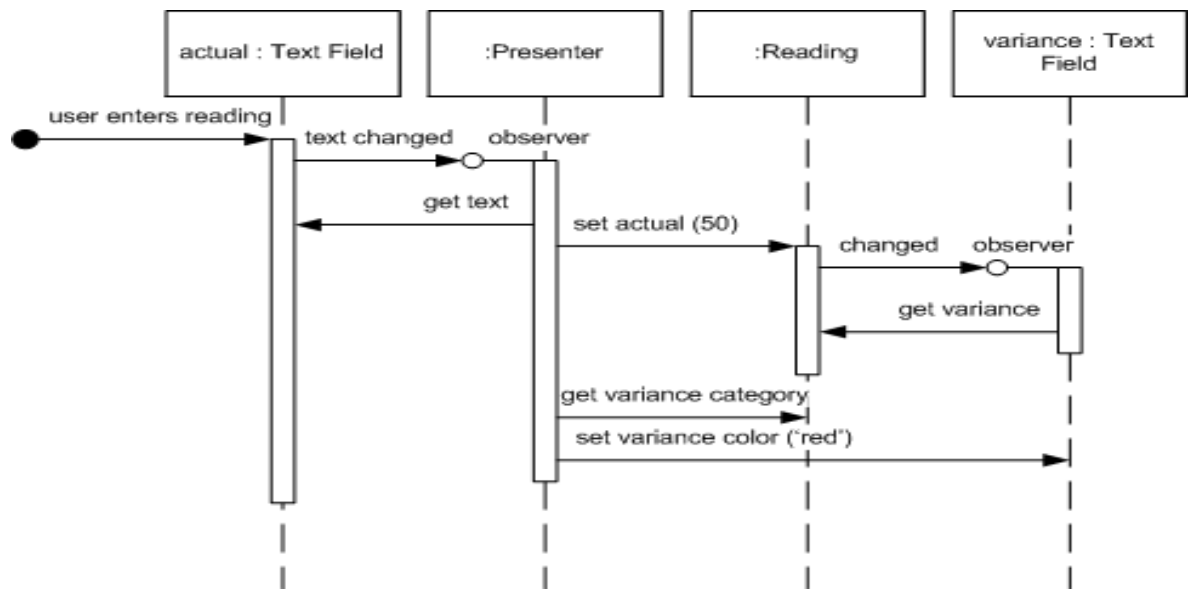 actual : Text Field
:Presenter
:Reading
variance : Text
Field
user enters reading
text changed
observer
get text
set actual (50)
changed
observer
get variance
get variance category
set variance color ('red')